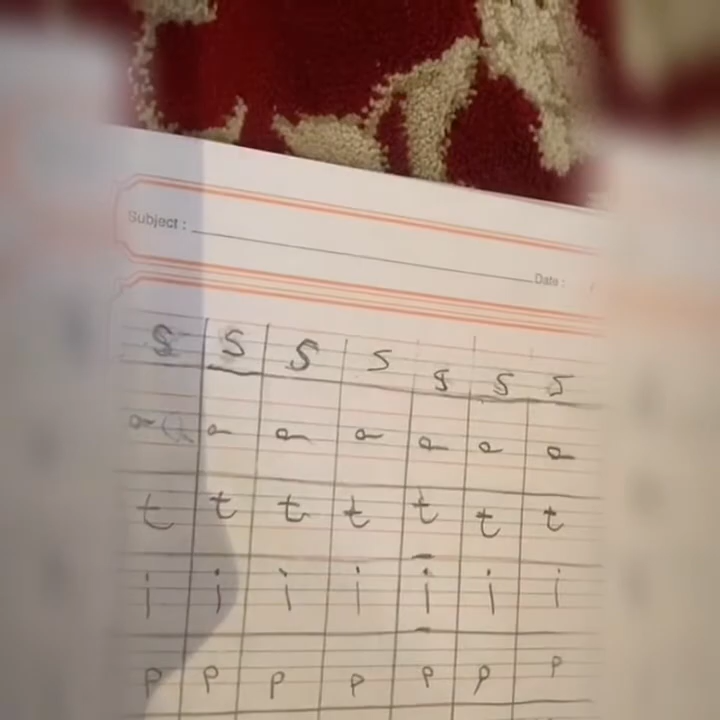 Subject : Date : /
s s s s s s s
a a a a a a a
t t t t t t t
i i i i i i i
p p p p p p p